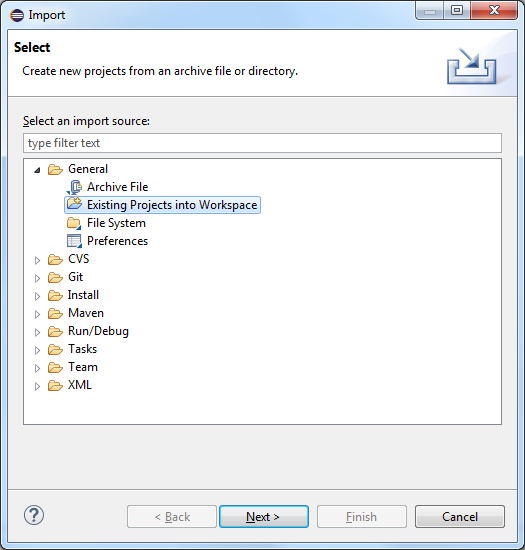 Import
Select
Create new projects from an archive file or directory.
Select an import source:
type filter text
General
Archive File
Existing Projects into Workspace
File System
Preferences
CVS
Git
Install
Maven
Run/Debug
Tasks
Team
XML
? < Back Next > Finish Cancel